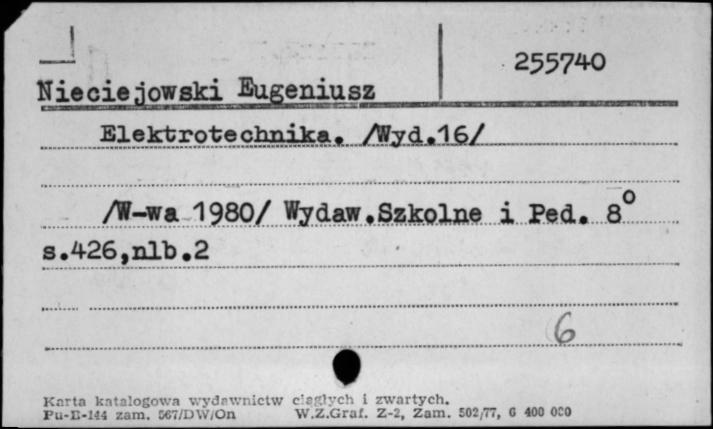 255740
Nieciejowski Eugeniusz
Elektrotechnika. /Wyd.16/
/W-wa 1980/ Wydaw.Szkolne i Ped. 8°
s.426,nlb.2
6
Karta katalogowa wydawnictw ciągłych i zwartych.
Pu-B-144 zam. 567/DW/On W.Z.Graf. Z-2, Zam. 502/77, 6 400 000